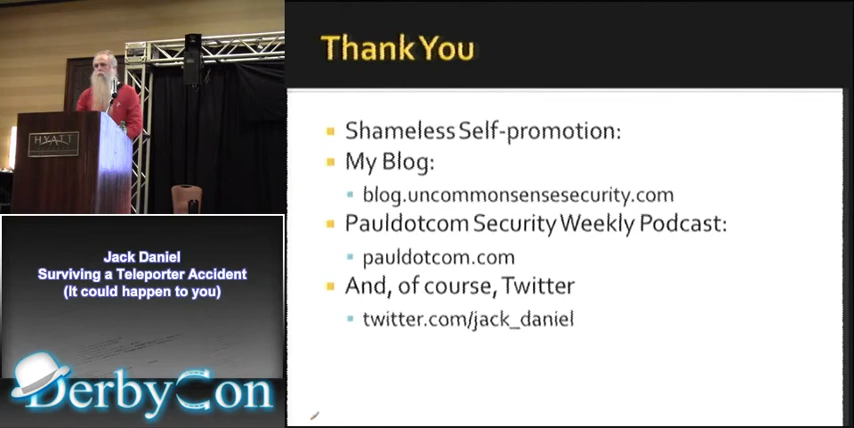 HYATT
Jack Daniel
Surviving a Teleporter Accident
(It could happen to you)
DerbyCon
Thank You
Shameless Self-promotion:
My Blog:
blog.uncommonsensesecurity.com
Pauldotcom Security Weekly Podcast:
pauldotcom.com
And, of course, Twitter
twitter.com/jack_daniel